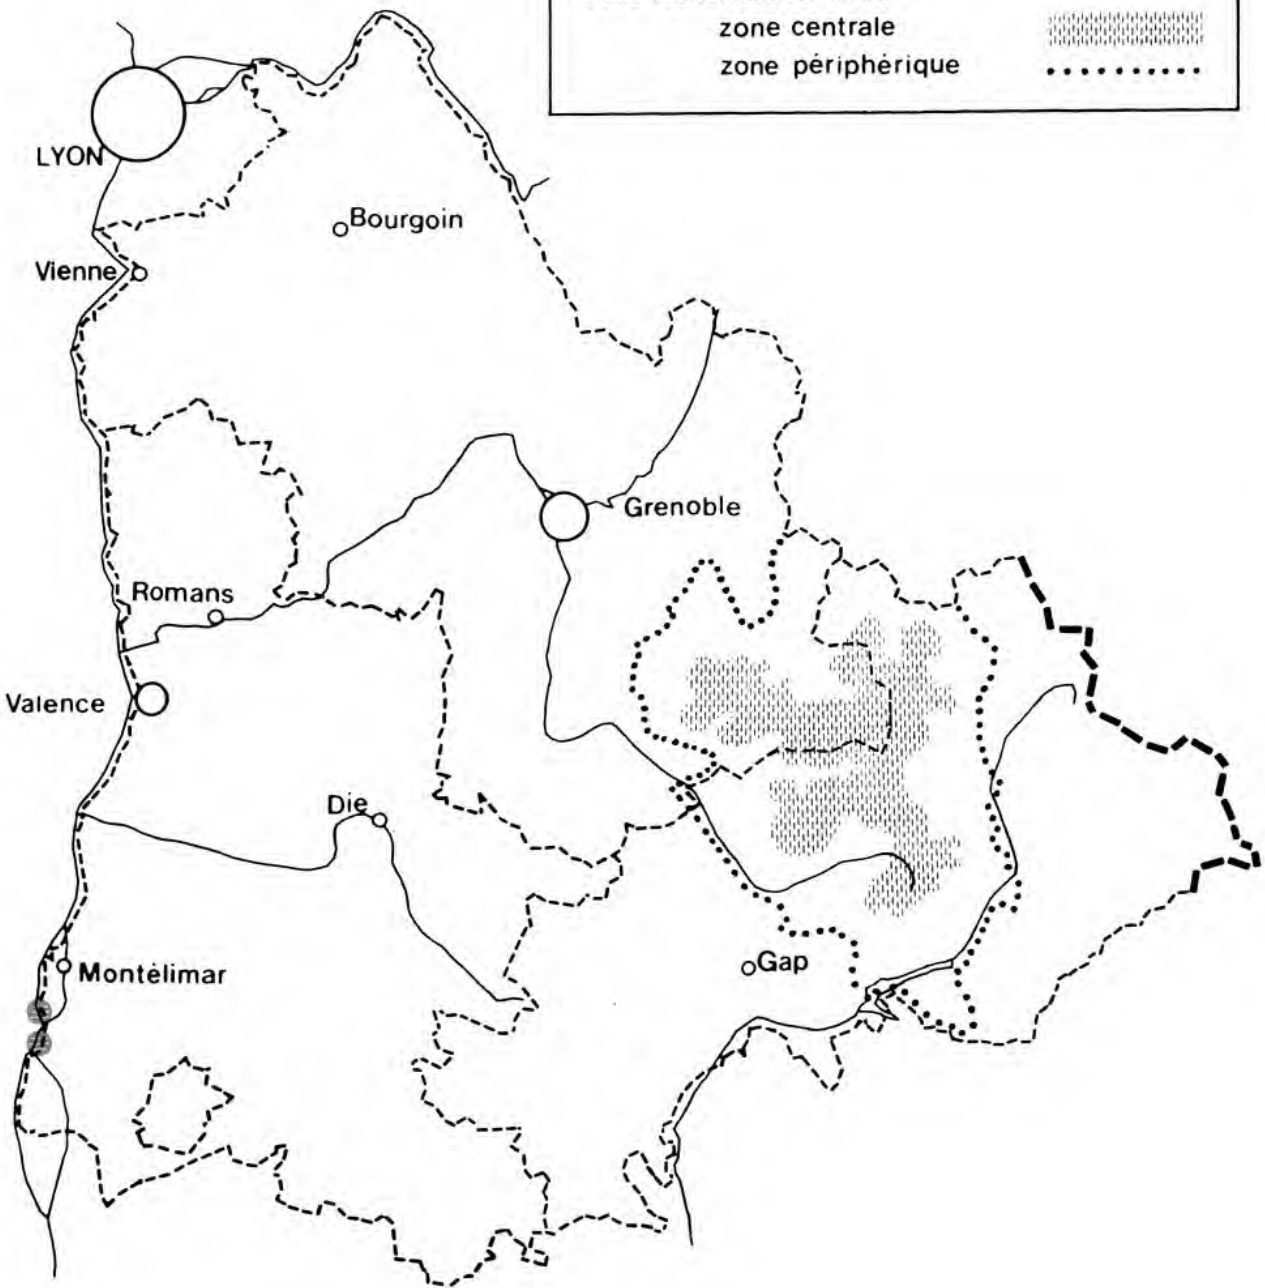 zone centrale
zone périphérique
LYON
Bourgoin
Vienne
Grenoble
Romans
Valence
Die
Gap
Montélimar